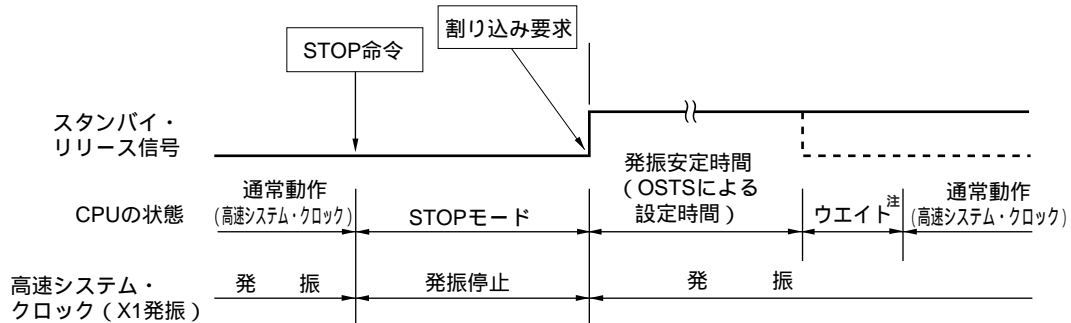 割り込み要求
STOP命令
スタンバイ・
リリース信号
発振安定時間
（OSTSによる
設定時間）
CPUの状態
通常動作
(高速システム・クロック)
STOPモード
ウエイト注
通常動作
(高速システム・クロック)
高速システム・
クロック（X1発振）
発 振
発振停止
発 振